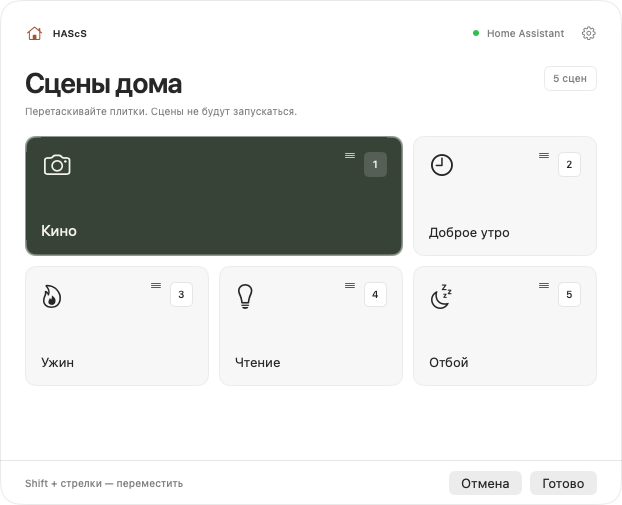 HAScS
Home Assistant
Сцены дома
5 сцен
Перетаскивайте плитки. Сцены не будут запускаться.
1
Кино
2
Доброе утро
3
Ужин
4
Чтение
z z z
5
Отбой
Shift + стрелки — переместить
Отмена
Готово